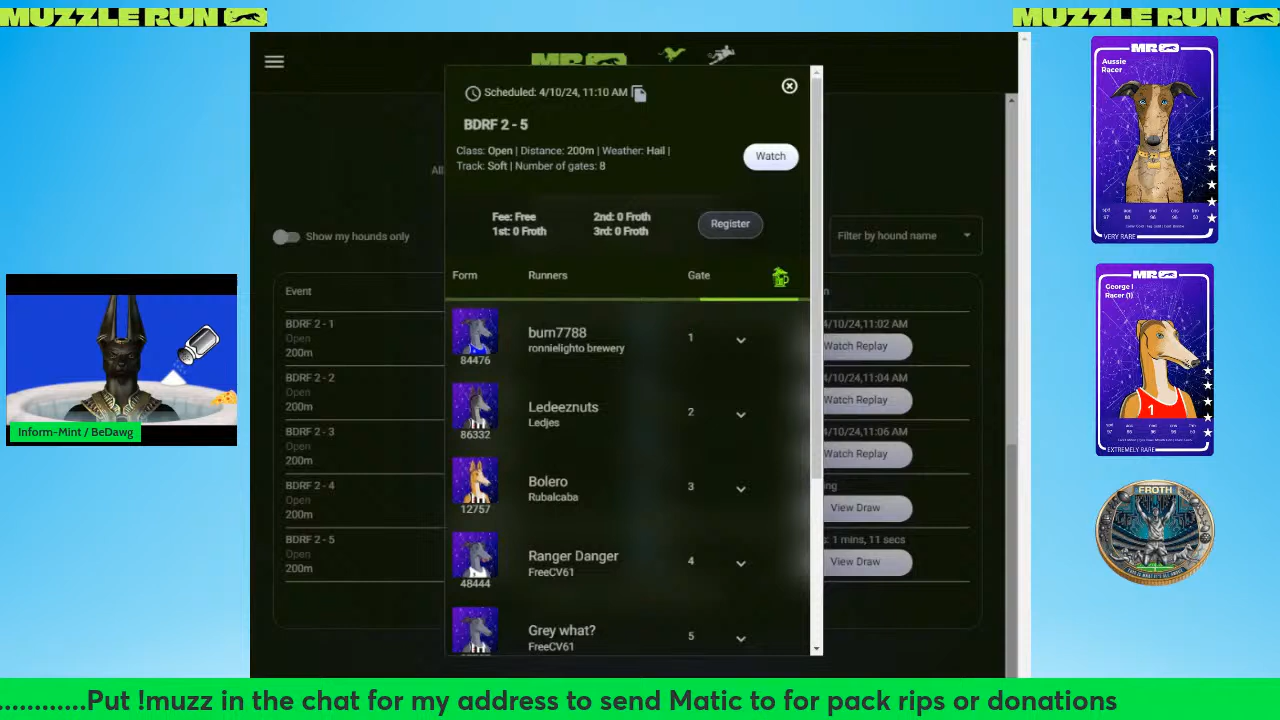 MUZZLE RUN
MUZZLE RUN
MR
Scheduled: 4/10/24, 11:10 AM
BDRF 2 - 5
Class: Open | Distance: 200m | Weather: Hail |
Track: Soft | Number of gates: 8
Watch
All
Fee: Free
1st: 0 Froth
2nd: 0 Froth
3rd: 0 Froth
Register
Show my hounds only
Filter by hound name
Form
Runners
Gate
burn7788
ronnielighto brewery
84476
1
Ledeeznuts
Ledjes
86332
2
Bolero
Rubalcaba
12757
3
Ranger Danger
FreeCV61
48444
4
Grey what?
FreeCV61
5
Event
BDRF 2 - 1
Open
200m
4/10/24,11:02 AM
Watch Replay
BDRF 2 - 2
Open
200m
4/10/24,11:04 AM
Watch Replay
BDRF 2 - 3
Open
200m
4/10/24,11:06 AM
Watch Replay
BDRF 2 - 4
Open
200m
View Draw
BDRF 2 - 5
Open
200m
1 mins, 11 secs
View Draw
Inform-Mint / BeDawg
MR
Aussie
Racer
VERY RARE
MR
George I
Racer (1)
1
EXTREMELY RARE
FROTH
............Put !muzz in the chat for my address to send Matic to for pack rips or donations